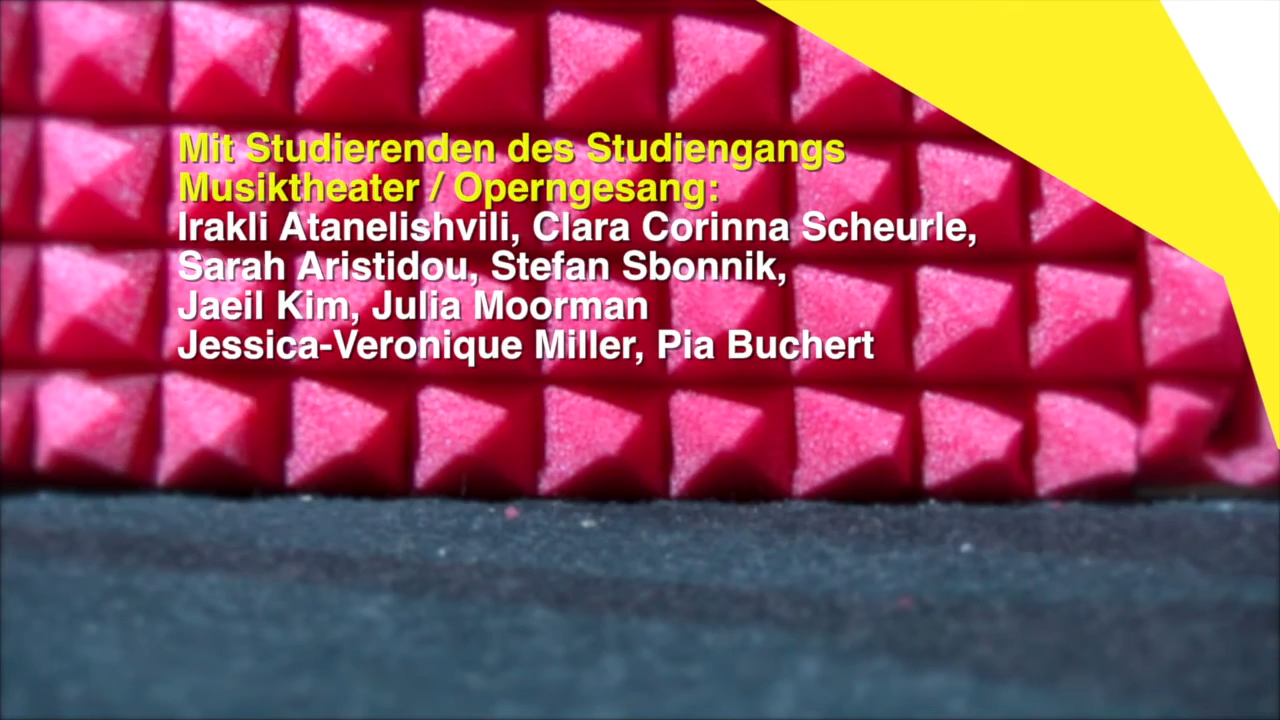 Mit Studierenden des Studiengangs
Musiktheater / Operngesang:
Irakli Atanelishvili, Clara Corinna Scheurle,
Sarah Aristidou, Stefan Sbonnik,
Jaeil Kim, Julia Moorman
Jessica-Veronique Miller, Pia Buchert